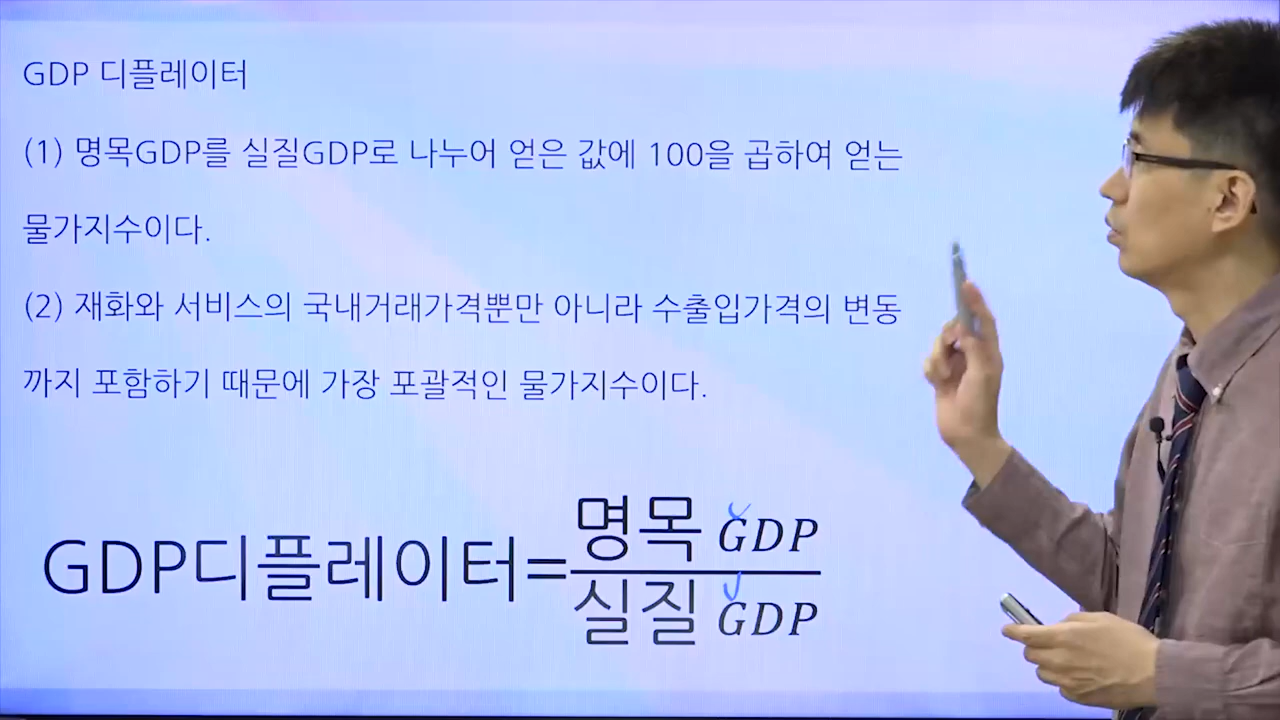 GDP 디플레이터
(1) 명목GDP를 실질GDP로 나누어 얻은 값에 100을 곱하여 얻는
물가지수이다.
(2) 재화와 서비스의 국내거래가격뿐만 아니라 수출입가격의 변동
까지 포함하기 때문에 가장 포괄적인 물가지수이다.
명목 GDP
GDP디플레이터=
실질 GDP